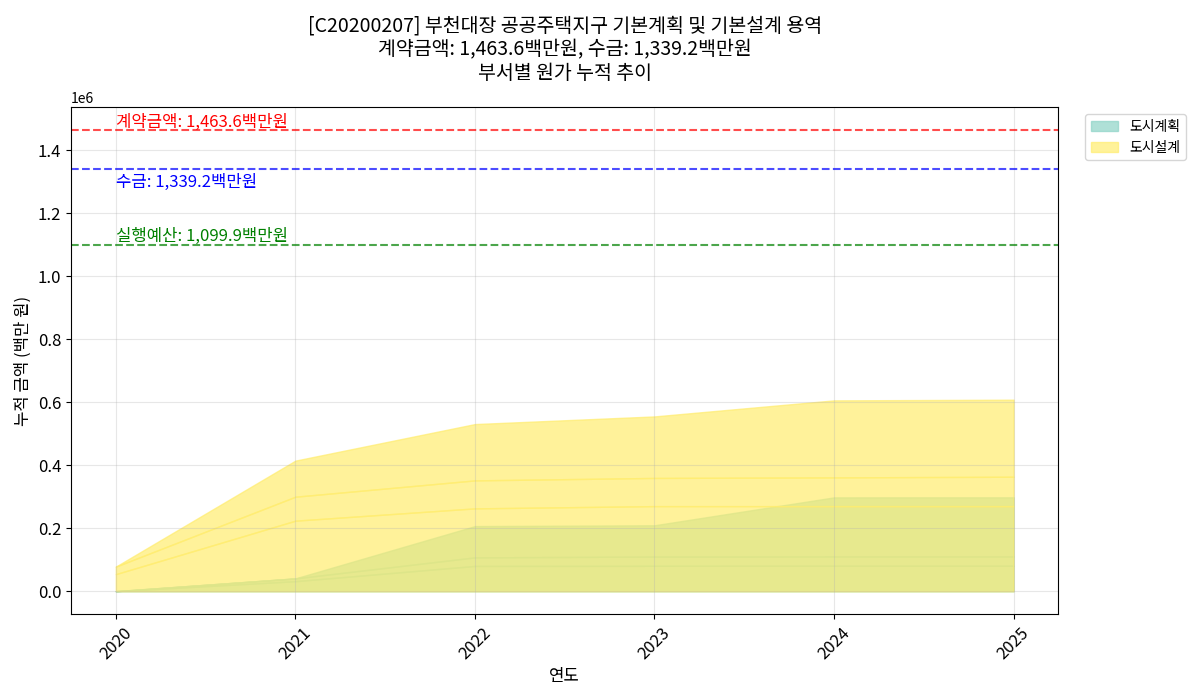 [C20200207] 부천대장 공공주택지구 기본계획 및 기본설계 용역
계약금액: 1,463.6백만원, 수금: 1,339.2백만원
부서별 원가 누적 추이
1e6
계약금액: 1,463.6백만원
수금: 1,339.2백만원
실행예산: 1,099.9백만원
도시계획
도시설계
누적 금액 (백만 원)
1.4
1.2
1.0
0.8
0.6
0.4
0.2
0.0
2020
2021
2022
2023
2024
2025
연도